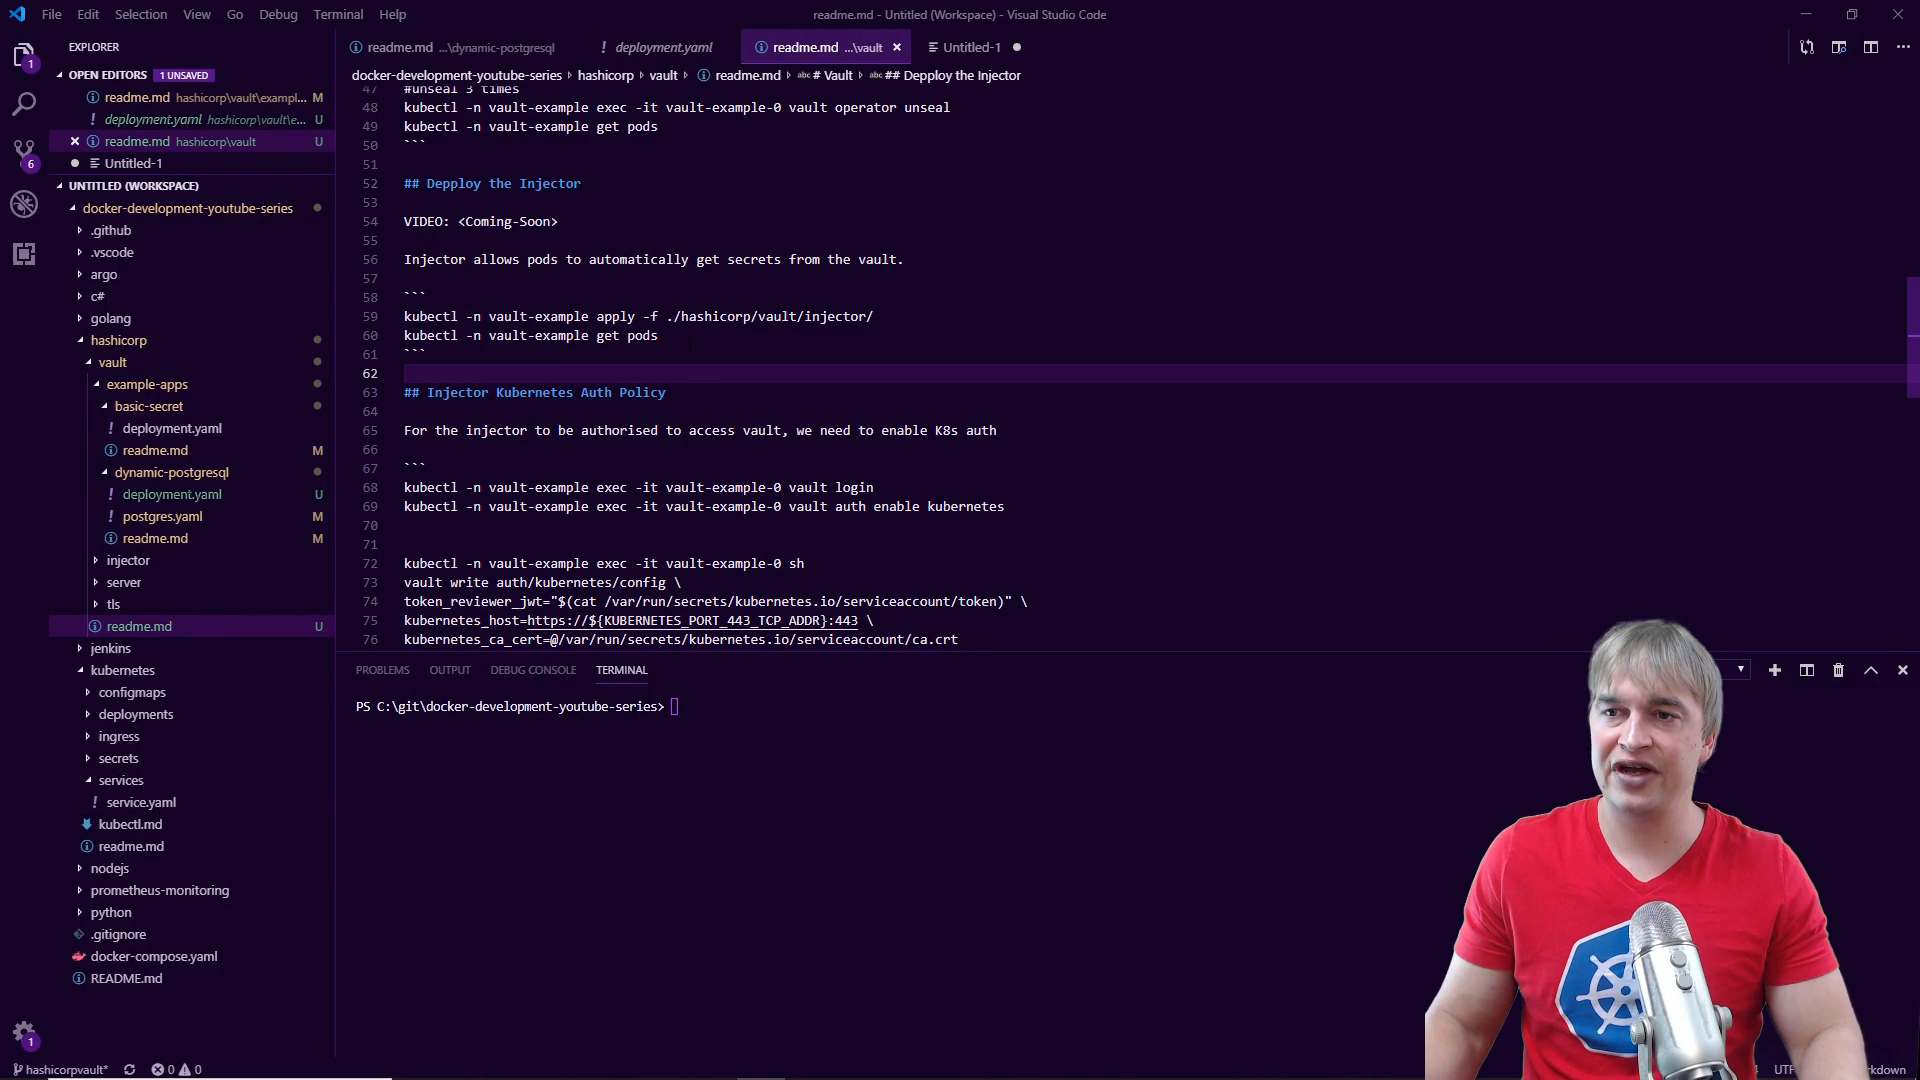 File Edit Selection View Go Debug Terminal Help
readme.md - Untitled (Workspace) - Visual Studio Code
EXPLORER
OPEN EDITORS 1 UNSAVED
readme.md hashicorp\vault\exampl... M
deployment.yaml hashicorp\vault\e... U
readme.md hashicorp\vault U
Untitled-1
UNTITLED (WORKSPACE)
docker-development-youtube-series
.github
.vscode
argo
c#
golang
hashicorp
vault
example-apps
basic-secret
deployment.yaml
readme.md M
dynamic-postgresql
deployment.yaml U
postgres.yaml M
readme.md M
injector
server
tls
readme.md U
jenkins
kubernetes
configmaps
deployments
ingress
secrets
services
service.yaml
kubectl.md
readme.md
nodejs
prometheus-monitoring
python
.gitignore
docker-compose.yaml
README.md
1
6
1
readme.md ...\dynamic-postgresql
deployment.yaml
readme.md ...\vault
Untitled-1
docker-development-youtube-series hashicorp vault readme.md # Vault ## Depploy the Injector
47 #unseal 3 times
48 kubectl -n vault-example exec -it vault-example-0 vault operator unseal
49 kubectl -n vault-example get pods
50 ```
51
52 ## Depploy the Injector
53
54 VIDEO: <Coming-Soon>
55
56 Injector allows pods to automatically get secrets from the vault.
57
58 ```
59 kubectl -n vault-example apply -f ./hashicorp/vault/injector/
60 kubectl -n vault-example get pods
61 ```
62
63 ## Injector Kubernetes Auth Policy
64
65 For the injector to be authorised to access vault, we need to enable K8s auth
66
67 ```
68 kubectl -n vault-example exec -it vault-example-0 vault login
69 kubectl -n vault-example exec -it vault-example-0 vault auth enable kubernetes
70
71
72 kubectl -n vault-example exec -it vault-example-0 sh
73 vault write auth/kubernetes/config \
74 token_reviewer_jwt="$(cat /var/run/secrets/kubernetes.io/serviceaccount/token)" \
75 kubernetes_host=https://${KUBERNETES_PORT_443_TCP_ADDR}:443 \
76 kubernetes_ca_cert=@/var/run/secrets/kubernetes.io/serviceaccount/ca.crt
PROBLEMS OUTPUT DEBUG CONSOLE TERMINAL
PS C:\git\docker-development-youtube-series>
hashicorpvault* 0 0